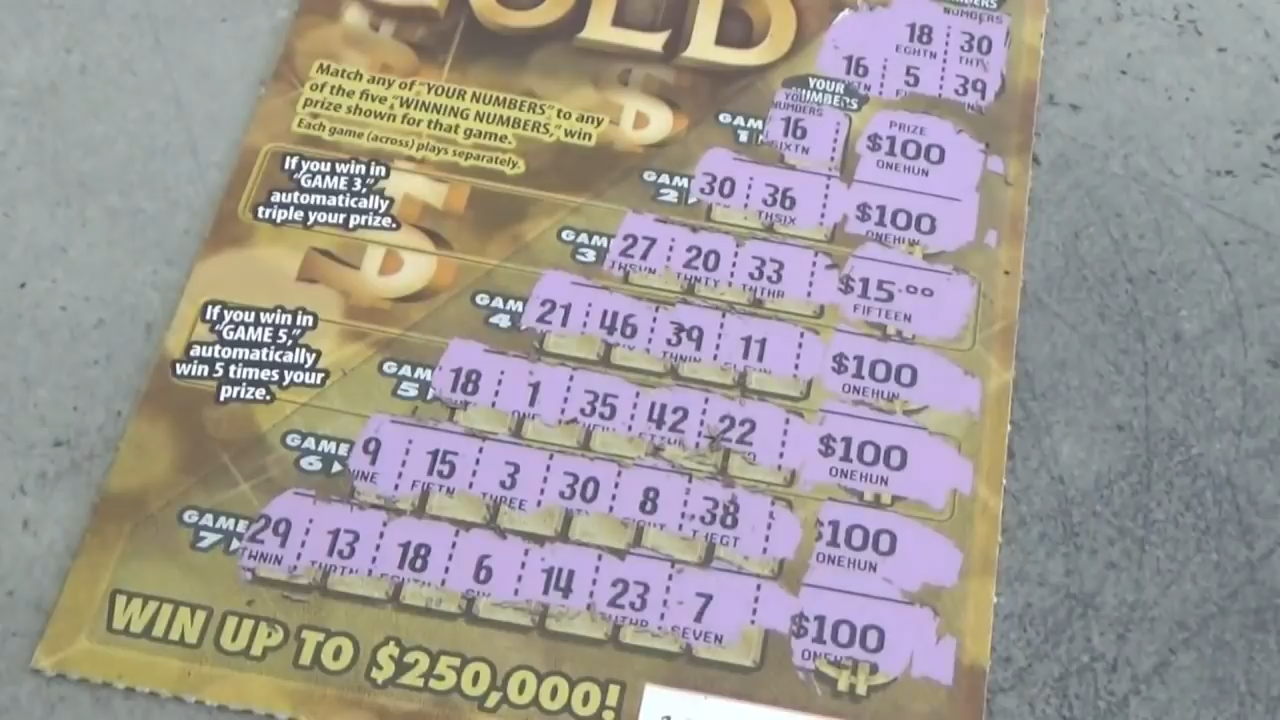 GOLD
NUMBERS
18 30
EGHTN THTY
16 5 39
Match any of "YOUR NUMBERS" to any
of the five "WINNING NUMBERS," win
prize shown for that game.
Each game (across) plays separately.
YOUR
NUMBERS
YOUR
NUMBERS
GAME
1
16
SIXTN
PRIZE
$100
ONEHUN
If you win in
"GAME 3,"
automatically
triple your prize.
GAME
2
30 36
THSIX
$100
ONEHUN
GAME
3
27 20 33
THSVN TWNTY THTHR
$15.00
FIFTEEN
If you win in
"GAME 5,"
automatically
win 5 times your
prize.
GAME
4
21 46 39 11
THNIN
$100
ONEHUN
GAME
5
18 1 35 42 22
ONE
$100
ONEHUN
GAME
6
9 15 3 30 8 38
NINE FIFTN THREE THEGT
$100
ONEHUN
GAME
7
29 13 18 6 14 23 7
SEVEN
$100
ONEHUN
WIN UP TO $250,000!